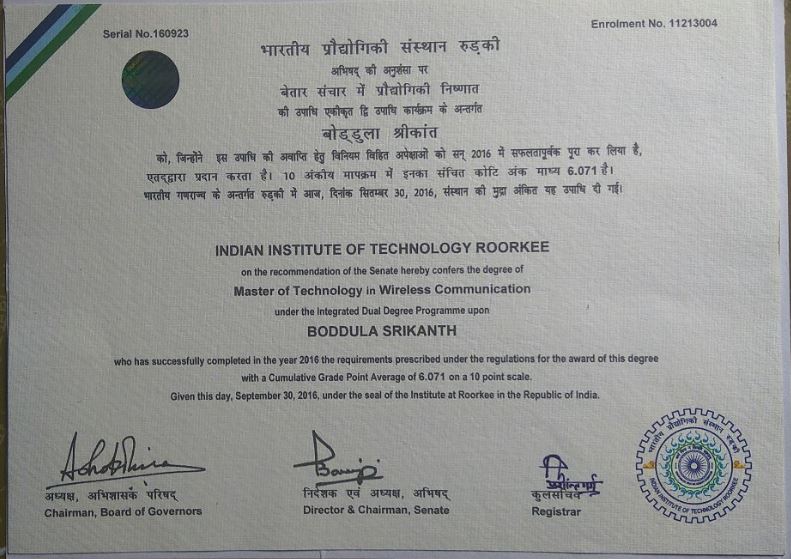 Serial No.160923
Enrolment No. 11213004
भारतीय प्रौद्योगिकी संस्थान रुड़की
अभिषद् की अनुशंसा पर
बेतार संचार में प्रौद्योगिकी निष्णात
की उपाधि एकीकृत द्वि उपाधि कार्यक्रम के अन्तर्गत
बोड्डुला श्रीकांत
को, जिन्होंने इस उपाधि की अवाप्ति हेतु विनियम विहित अपेक्षाओं को सन् 2016 में सफलतापूर्वक पूरा कर लिया है,
एतद्द्वारा प्रदान करता है। 10 अंकीय मापक्रम में इनका संचित कोटि अंक माध्य 6.071 है।
भारतीय गणराज्य के अन्तर्गत रुड़की में आज, दिनांक सितम्बर 30, 2016, संस्थान की मुद्रा अंकित यह उपाधि दी गई।
INDIAN INSTITUTE OF TECHNOLOGY ROORKEE
on the recommendation of the Senate hereby confers the degree of
Master of Technology in Wireless Communication
under the Integrated Dual Degree Programme upon
BODDULA SRIKANTH
who has successfully completed in the year 2016 the requirements prescribed under the regulations for the award of this degree
with a Cumulative Grade Point Average of 6.071 on a 10 point scale.
Given this day, September 30, 2016, under the seal of the Institute at Roorkee in the Republic of India.
अध्यक्ष, अभिशासक परिषद्
Chairman, Board of Governors
निदेशक एवं अध्यक्ष, अभिषद्
Director & Chairman, Senate
कुलसचिव
Registrar
भारतीय प्रौद्योगिकी संस्थान रुड़की
INDIAN INSTITUTE OF TECHNOLOGY ROORKEE